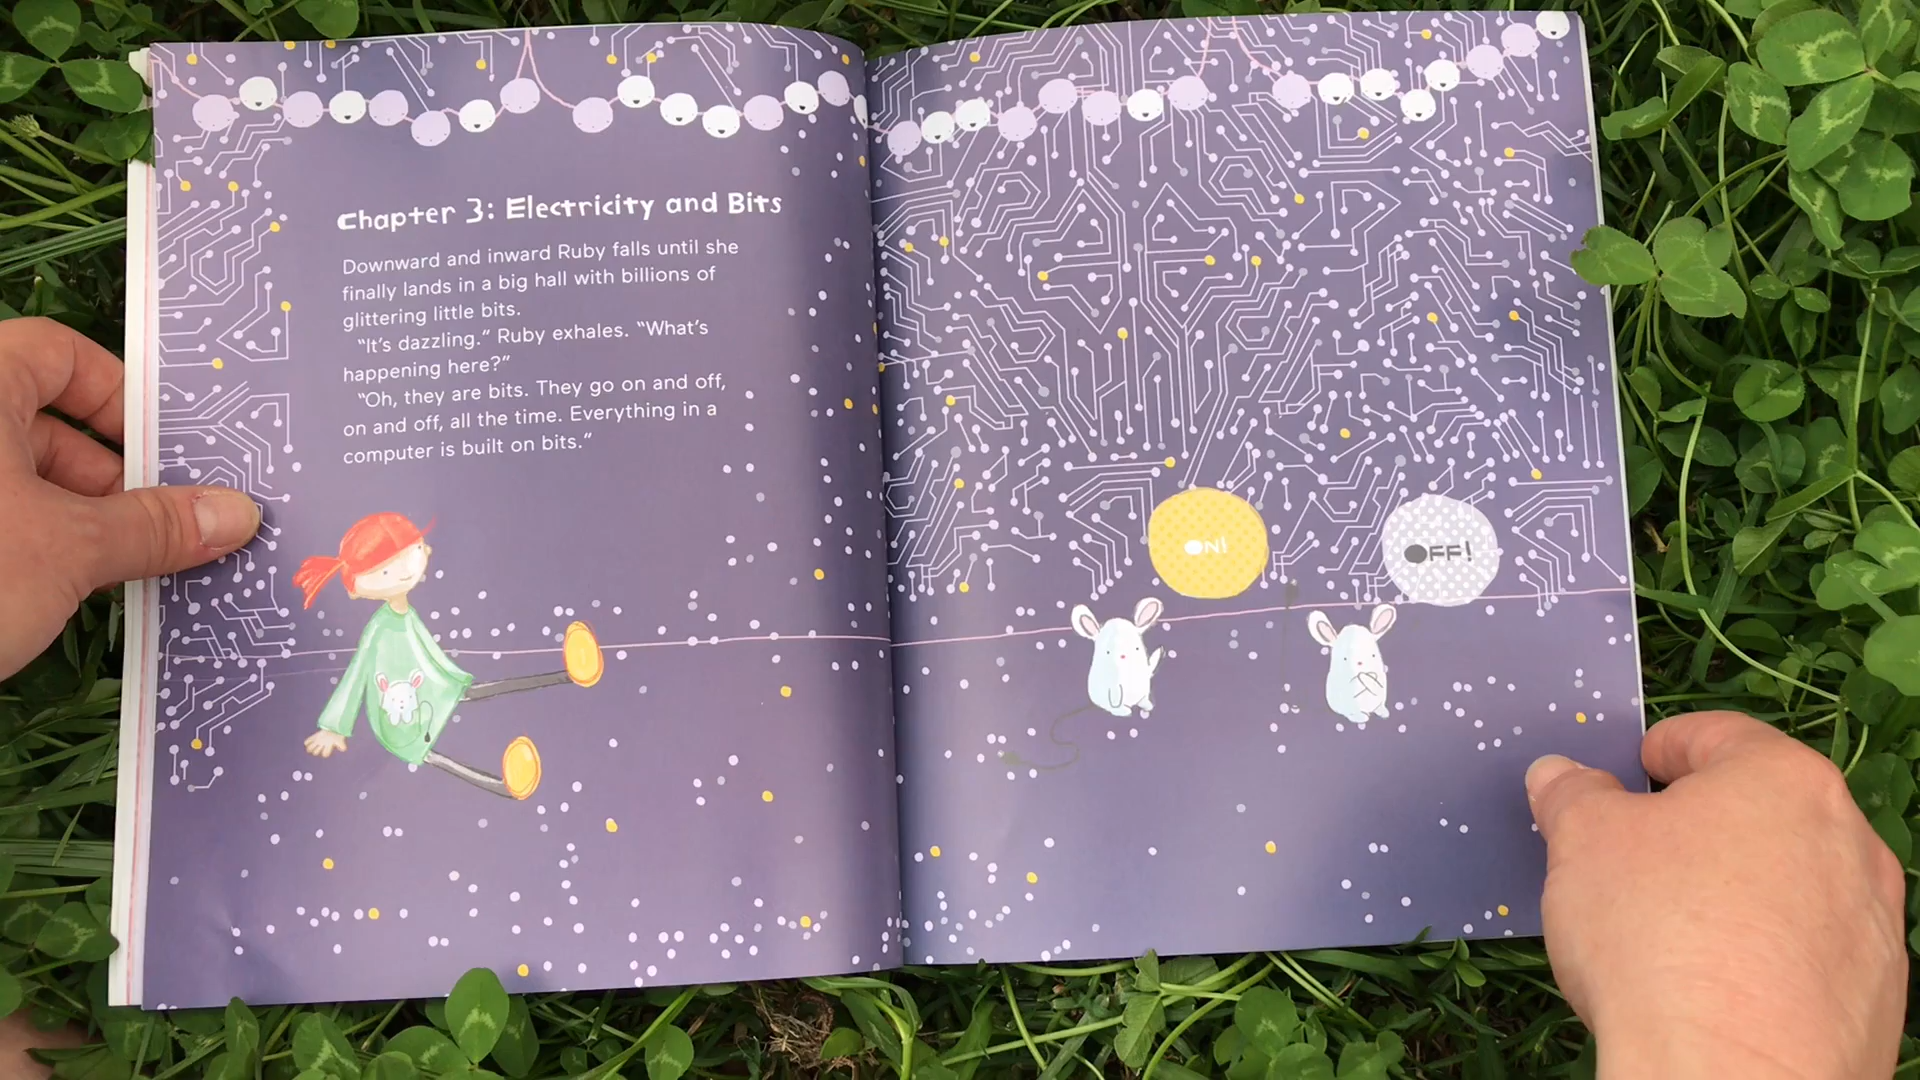 Chapter 3: Electricity and Bits
Downward and inward Ruby falls until she
finally lands in a big hall with billions of
glittering little bits.
“It’s dazzling.” Ruby exhales. “What’s
happening here?”
“Oh, they are bits. They go on and off,
on and off, all the time. Everything in a
computer is built on bits.”
ON!
OFF!